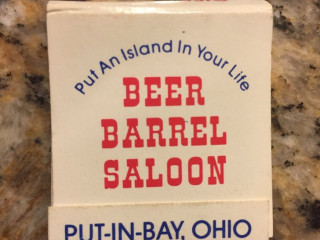 Put An Island In Your Life
BEER
BARREL
SALOON
PUT-IN-BAY, OHIO